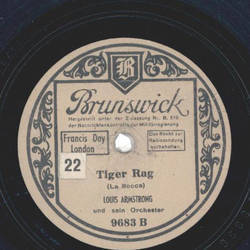 B
Brunswick
Hergestellt unter der Zulassung Nr. B. 510
der Nachrichtenkontrolle der Militärregierung
Francis Day
London
22
Das Recht zur
Radiosendung
vorbehalten
Tiger Rag
(La Rocca)
LOUIS ARMSTRONG
und sein Orchester
9683 B